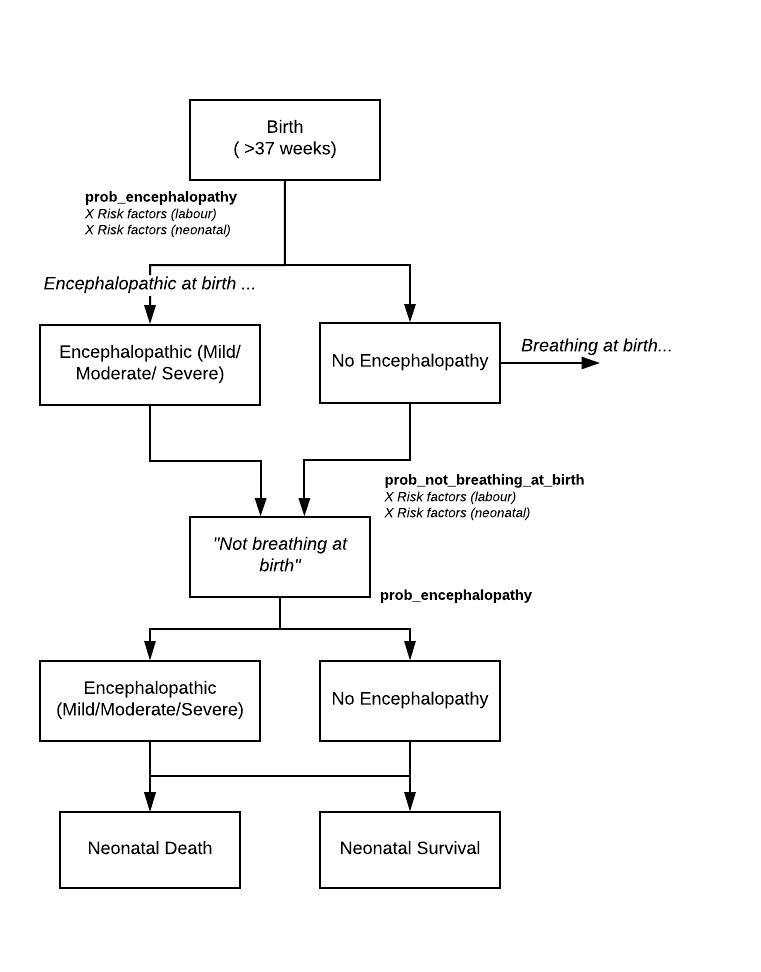 Birth
( >37 weeks)
prob_encephalopathy
X Risk factors (labour)
X Risk factors (neonatal)
Encephalopathic at birth ...
Encephalopathic (Mild/
Moderate/ Severe)
No Encephalopathy
Breathing at birth...
prob_not_breathing_at_birth
X Risk factors (labour)
X Risk factors (neonatal)
"Not breathing at
birth"
prob_encephalopathy
Encephalopathic
(Mild/Moderate/Severe)
No Encephalopathy
Neonatal Death
Neonatal Survival